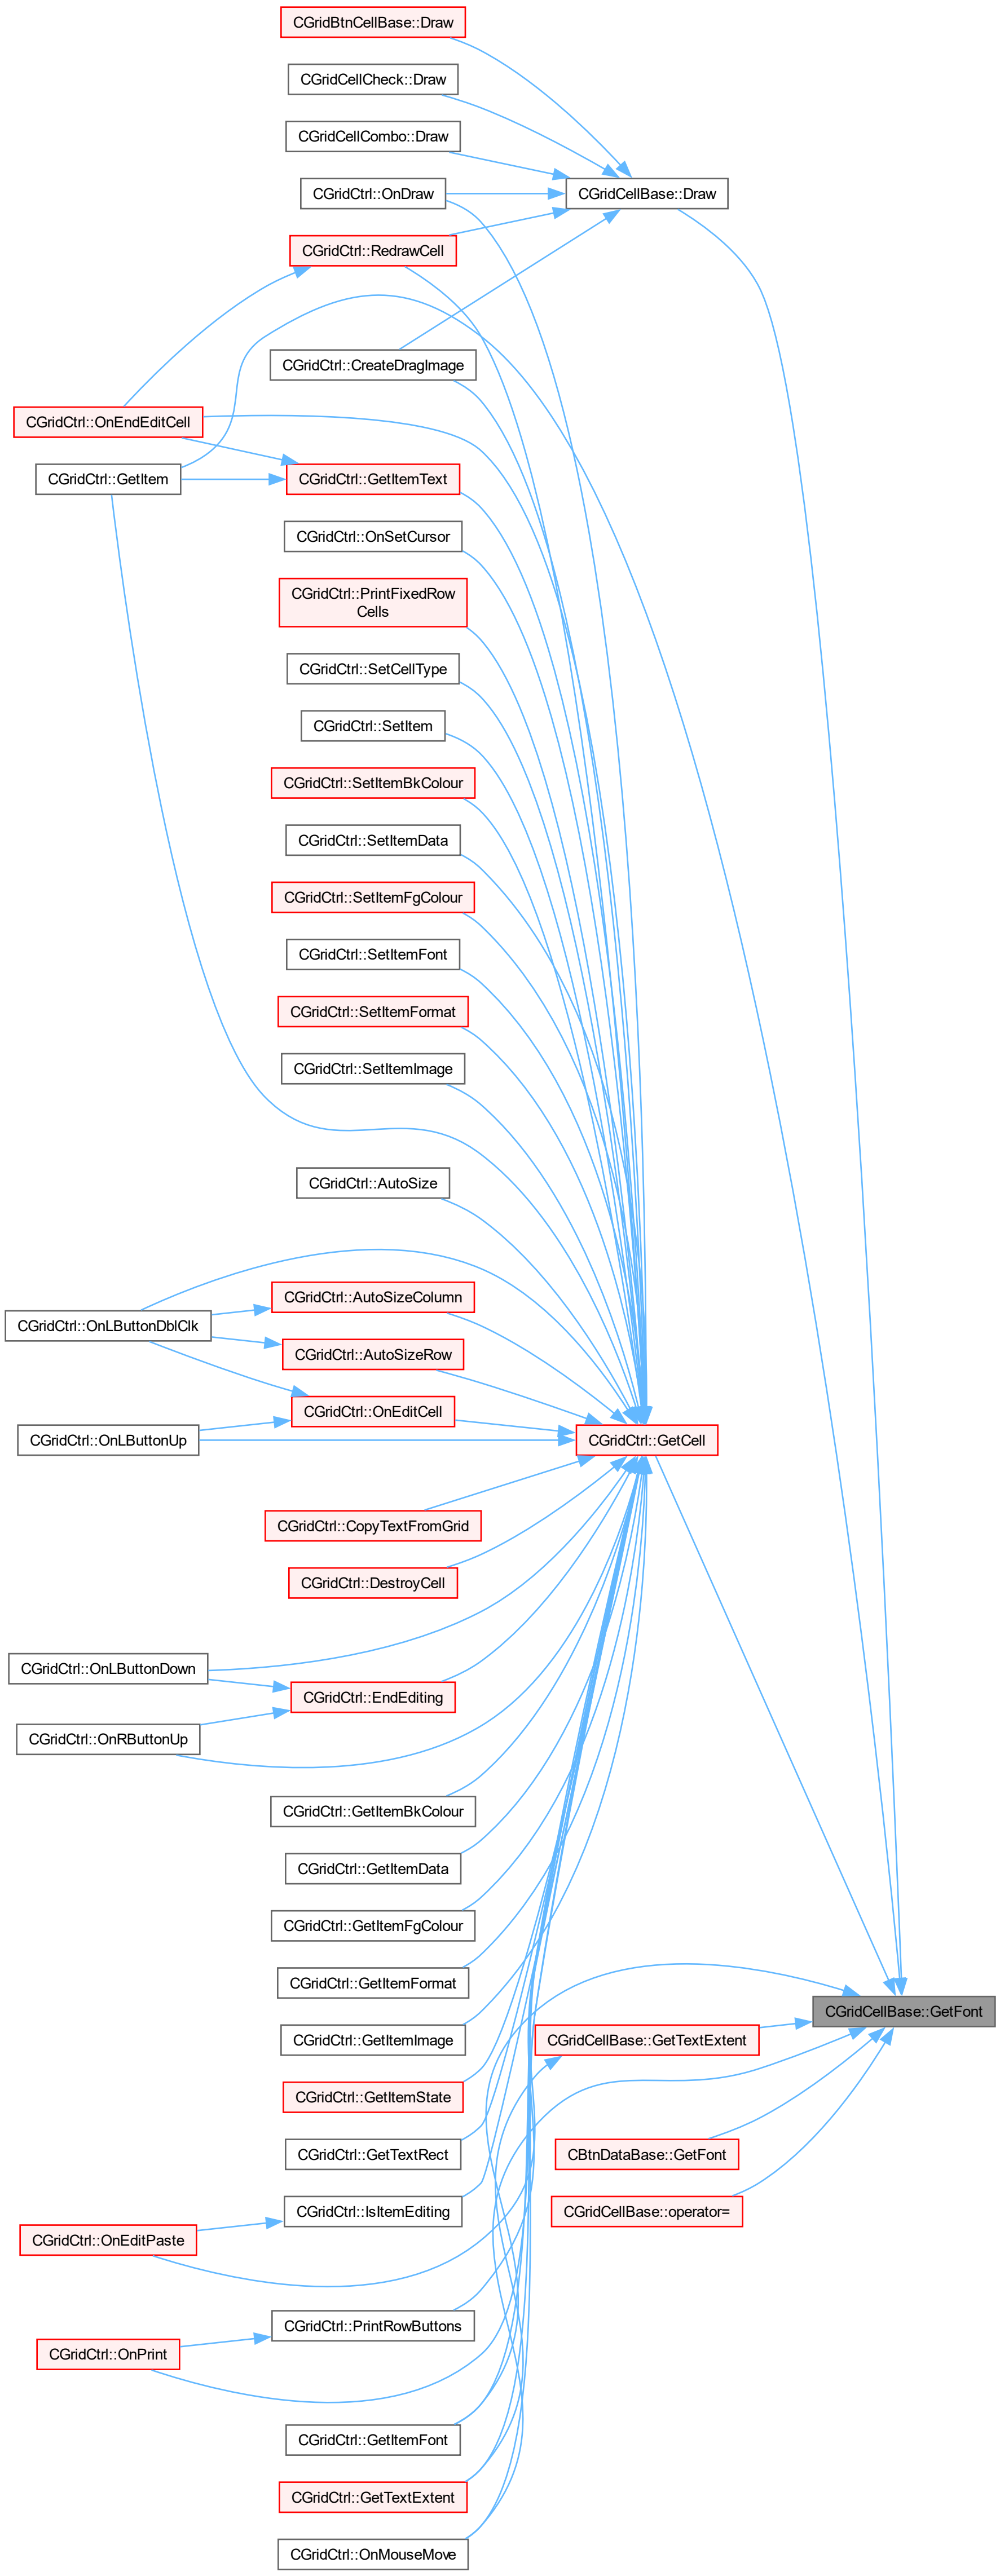 CGridBtnCellBase::Draw
CGridCellCheck::Draw
CGridCellCombo::Draw
CGridCtrl::OnDraw
CGridCellBase::Draw
CGridCtrl::RedrawCell
CGridCtrl::CreateDragImage
CGridCtrl::OnEndEditCell
CGridCtrl::GetItem
CGridCtrl::GetItemText
CGridCtrl::OnSetCursor
CGridCtrl::PrintFixedRow
Cells
CGridCtrl::SetCellType
CGridCtrl::SetItem
CGridCtrl::SetItemBkColour
CGridCtrl::SetItemData
CGridCtrl::SetItemFgColour
CGridCtrl::SetItemFont
CGridCtrl::SetItemFormat
CGridCtrl::SetItemImage
CGridCtrl::AutoSize
CGridCtrl::AutoSizeColumn
CGridCtrl::OnLButtonDblClk
CGridCtrl::AutoSizeRow
CGridCtrl::OnEditCell
CGridCtrl::OnLButtonUp
CGridCtrl::GetCell
CGridCtrl::CopyTextFromGrid
CGridCtrl::DestroyCell
CGridCtrl::OnLButtonDown
CGridCtrl::EndEditing
CGridCtrl::OnRButtonUp
CGridCtrl::GetItemBkColour
CGridCtrl::GetItemData
CGridCtrl::GetItemFgColour
CGridCtrl::GetItemFormat
CGridCellBase::GetFont
CGridCtrl::GetItemImage
CGridCellBase::GetTextExtent
CGridCtrl::GetItemState
CGridCtrl::GetTextRect
CBtnDataBase::GetFont
CGridCtrl::IsItemEditing
CGridCellBase::operator=
CGridCtrl::OnEditPaste
CGridCtrl::PrintRowButtons
CGridCtrl::OnPrint
CGridCtrl::GetItemFont
CGridCtrl::GetTextExtent
CGridCtrl::OnMouseMove